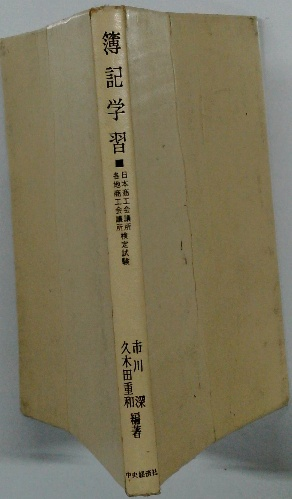 簿記学習■
日本商工会議所
各地商工会議所
検定試験
市川深
久木田重和
編著
中央経済社